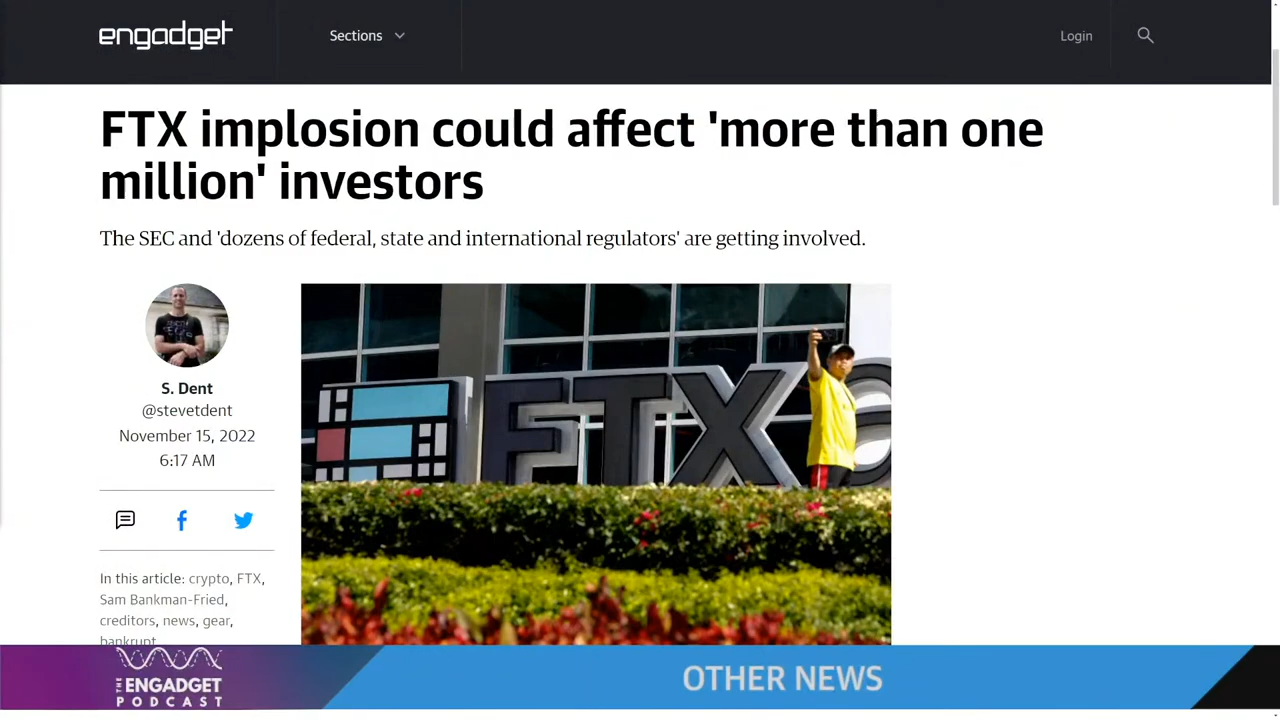 engadget
Sections
Login
FTX implosion could affect 'more than one
million' investors
The SEC and 'dozens of federal, state and international regulators' are getting involved.
FTX
S. Dent
@stevetdent
November 15, 2022
6:17 AM
In this article: crypto, FTX,
Sam Bankman-Fried,
creditors, news, gear,
bankrupt
THE
ENGADGET
PODCAST
OTHER NEWS